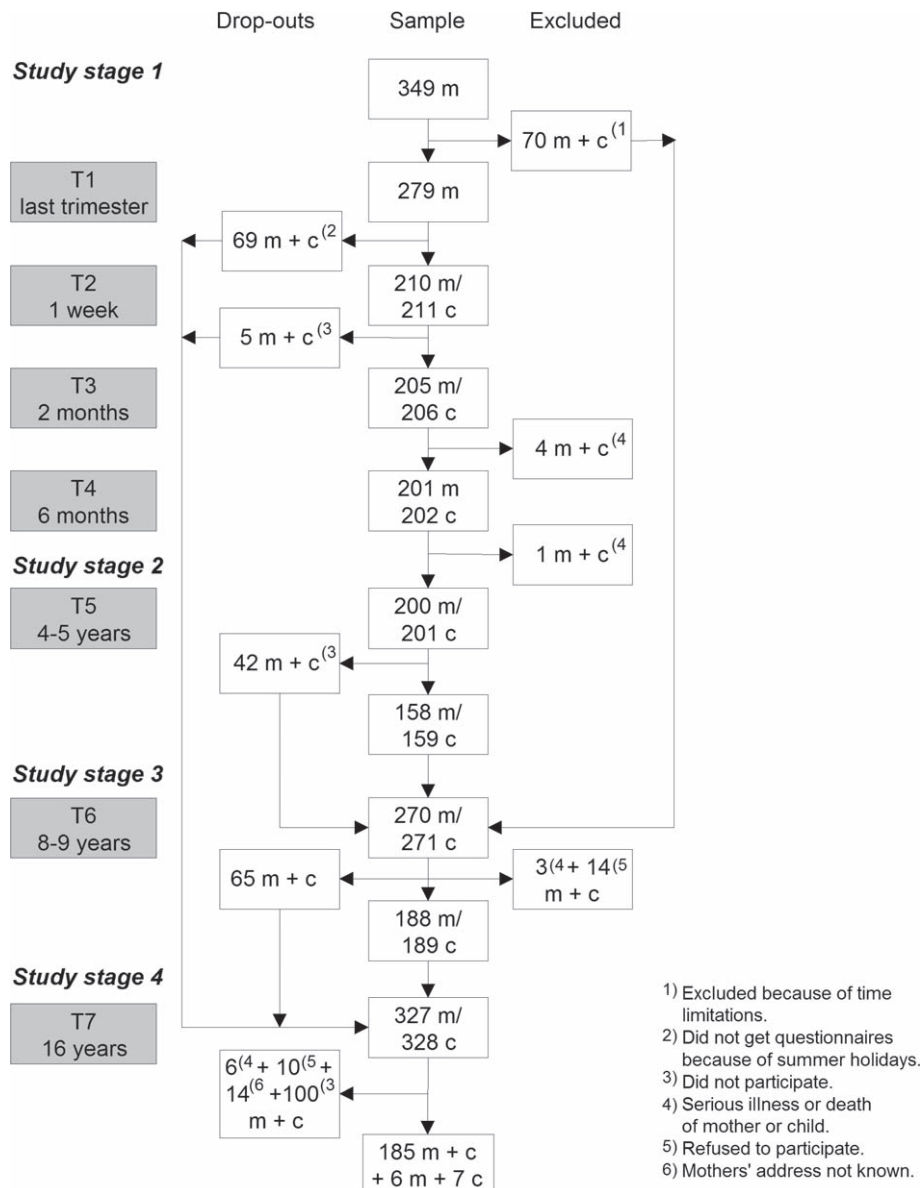 Drop-outs Sample Excluded
Study stage 1
349 m
70 m + c(1
T1
last trimester
279 m
69 m + c(2
T2
1 week
210 m/
211 c
5 m + c(3
T3
2 months
205 m/
206 c
4 m + c(4
T4
6 months
201 m
202 c
1 m + c(4
Study stage 2
T5
4-5 years
200 m/
201 c
42 m + c(3
158 m/
159 c
Study stage 3
T6
8-9 years
270 m/
271 c
65 m + c
3(4 + 14(5
m + c
188 m/
189 c
Study stage 4
T7
16 years
327 m/
328 c
6(4 + 10(5 +
14(6 +100(3
m + c
185 m + c
+ 6 m + 7 c
1) Excluded because of time
limitations.
2) Did not get questionnaires
because of summer holidays.
3) Did not participate.
4) Serious illness or death
of mother or child.
5) Refused to participate.
6) Mothers' address not known.